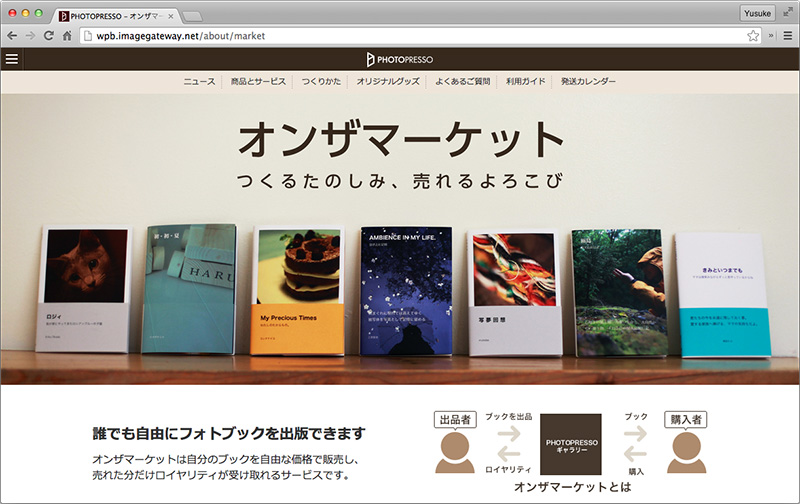 PHOTOPRESSO – オンザマー
Yusuke
wpb.imagegateway.net/about/market
PHOTOPRESSO
ニュース 商品とサービス つくりかた オリジナルグッズ よくあるご質問 利用ガイド 発送カレンダー
オンザマーケット
つくるたのしみ、売れるよろこび
ロジィ
HARU
My Precious Times
AMBIENCE IN MY LIFE.
写夢回想
きみといつまでも
誰でも自由にフォトブックを出版できます
オンザマーケットは自分のブックを自由な価格で販売し、
売れた分だけロイヤリティが受け取れるサービスです。
出品者 ブックを出品 PHOTOPRESSO ブック 購入者
ギャラリー
ロイヤリティ 購入
オンザマーケットとは